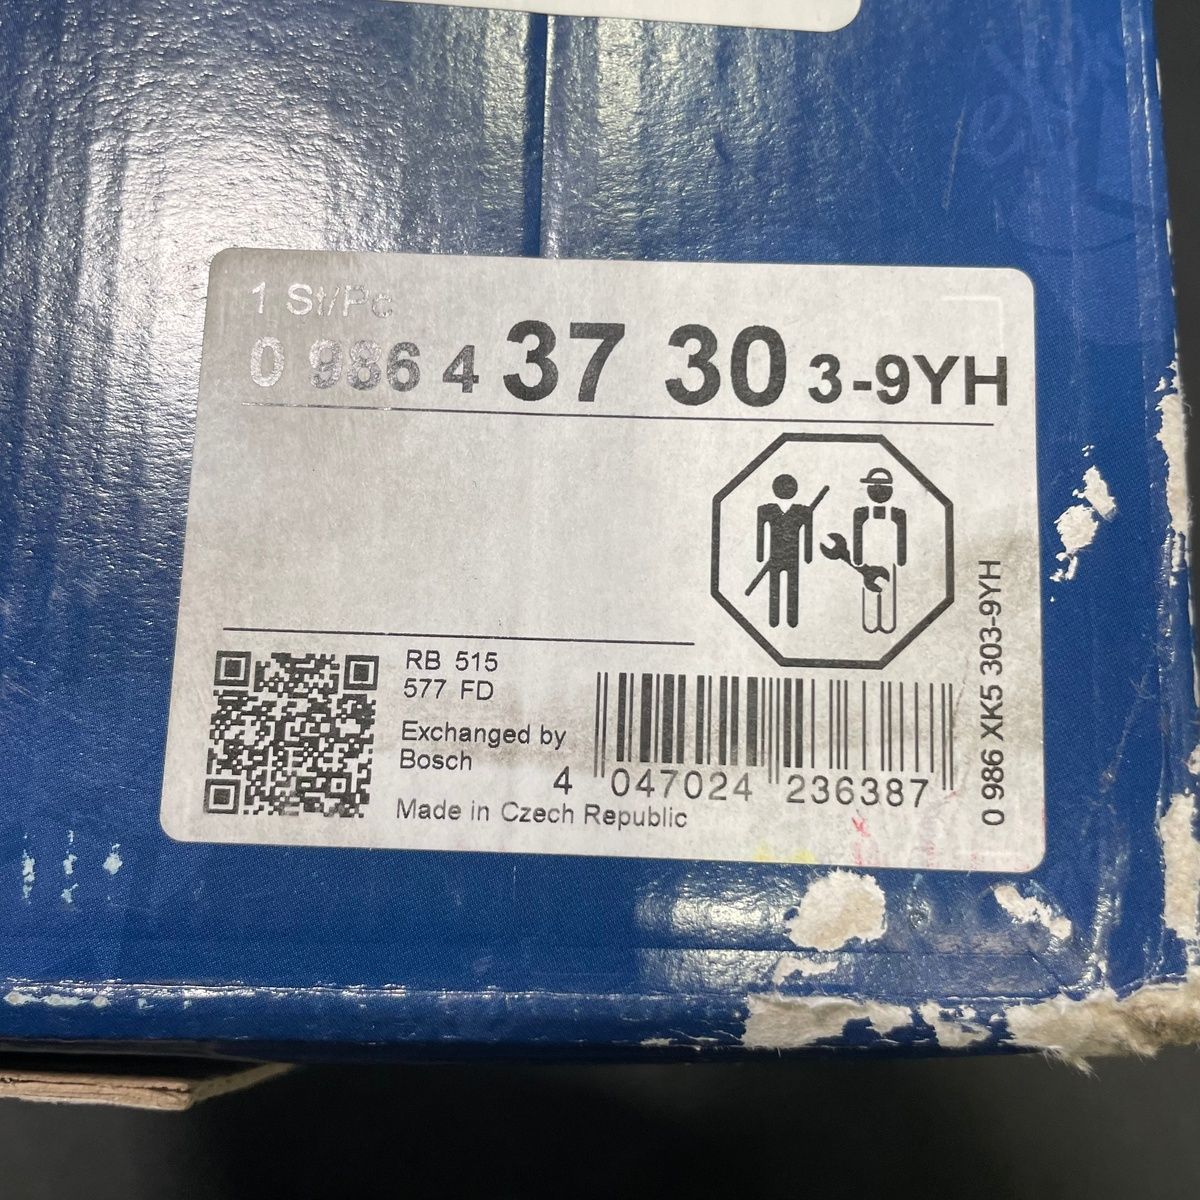 1 St/Pc
0 986 4 37 30 3-9YH
RB 515
577 FD
Exchanged by
Bosch
4 047024 236387
Made in Czech Republic
0 986 XK5 303-9YH